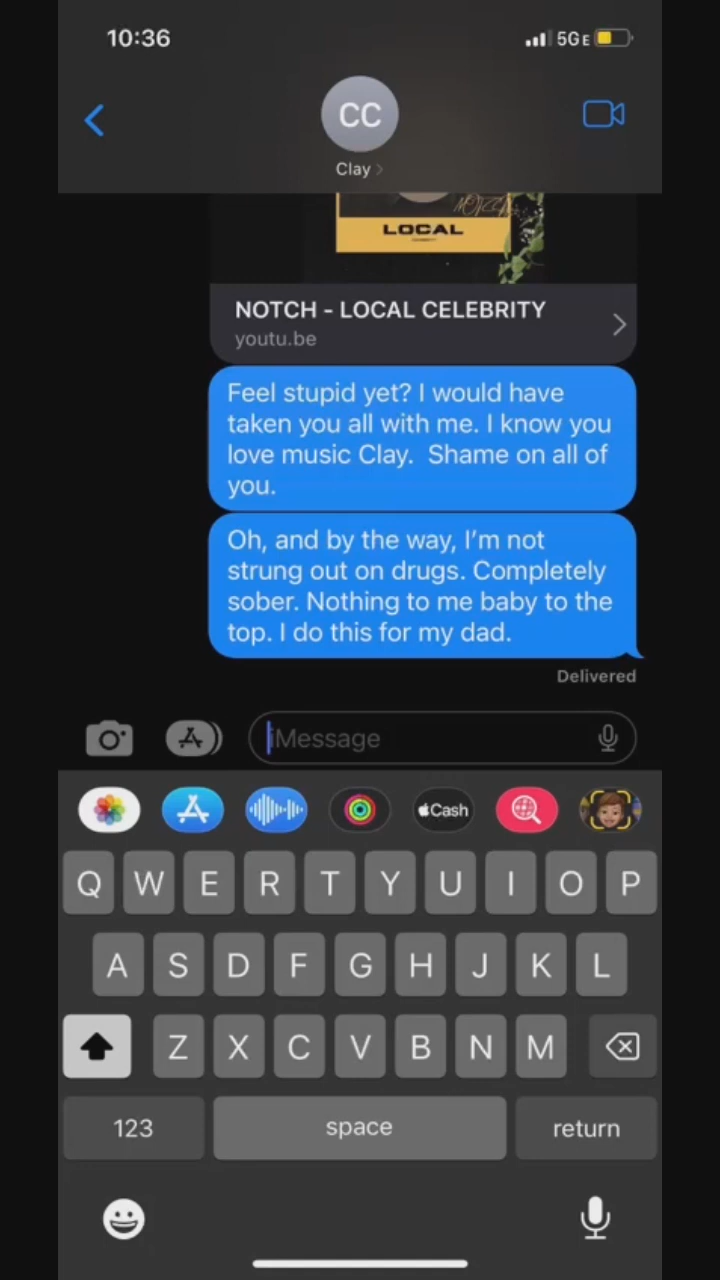 10:36
5GE
CC
Clay
LOCAL
NOTCH - LOCAL CELEBRITY
youtu.be
Feel stupid yet? I would have
taken you all with me. I know you
love music Clay.  Shame on all of
you.
Oh, and by the way, I’m not
strung out on drugs. Completely
sober. Nothing to me baby to the
top. I do this for my dad.
Delivered
iMessage
Cash
Q W E R T Y U I O P
A S D F G H J K L
Z X C V B N M
123 space return